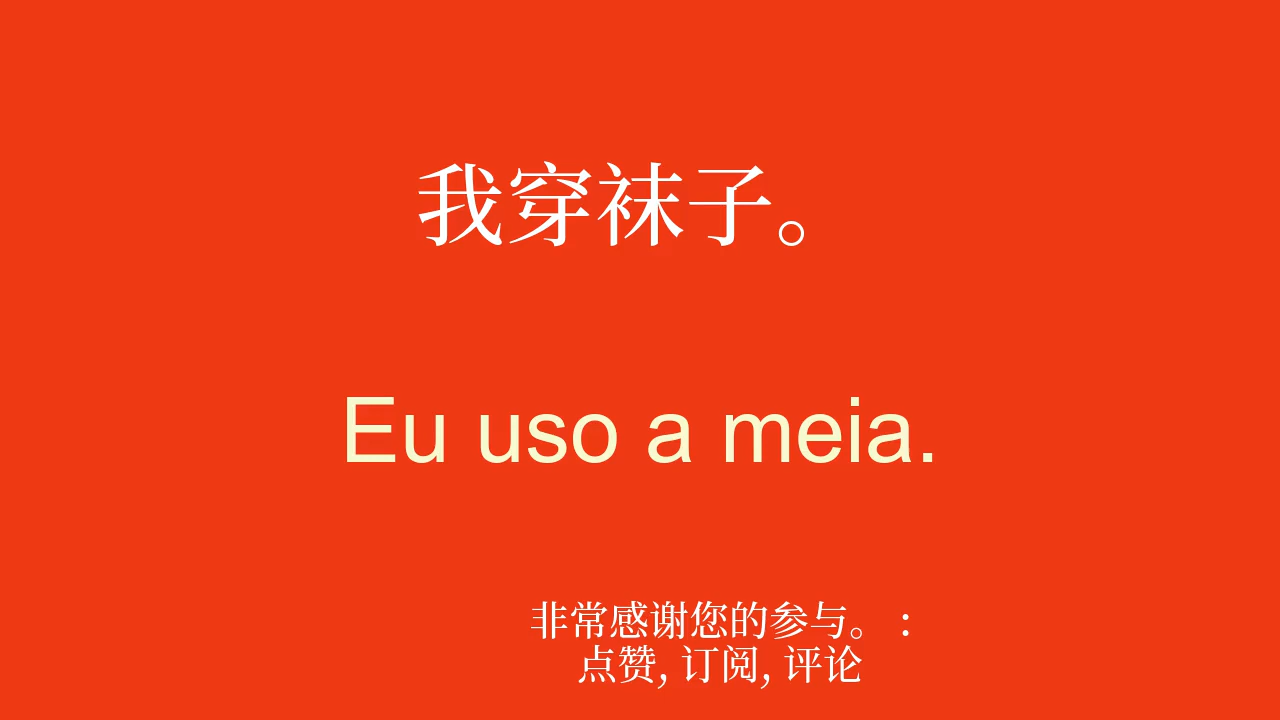 我穿袜子。
Eu uso a meia.
非常感谢您的参与。 :
点赞, 订阅, 评论